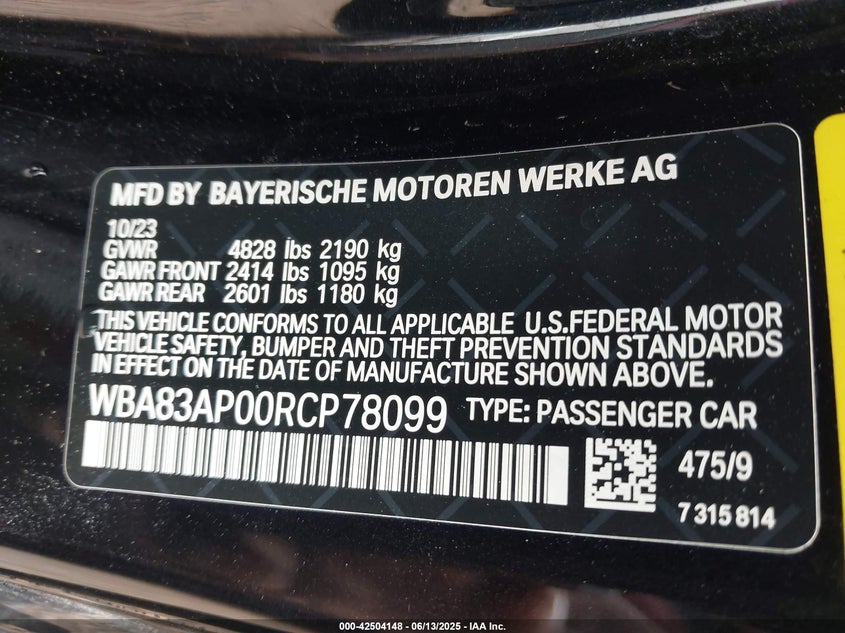 MFD BY BAYERISCHE MOTOREN WERKE AG
10/23
GVWR 4828 lbs 2190 kg
GAWR FRONT 2414 lbs 1095 kg
GAWR REAR 2601 lbs 1180 kg
THIS VEHICLE CONFORMS TO ALL APPLICABLE U.S.FEDERAL MOTOR
VEHICLE SAFETY, BUMPER AND THEFT PREVENTION STANDARDS
IN EFFECT ON THE DATE OF MANUFACTURE SHOWN ABOVE.
WBA83AP00RCP78099 TYPE: PASSENGER CAR
475/9
7 315 814
000-42504148 - 06/13/2025 - IAA Inc.